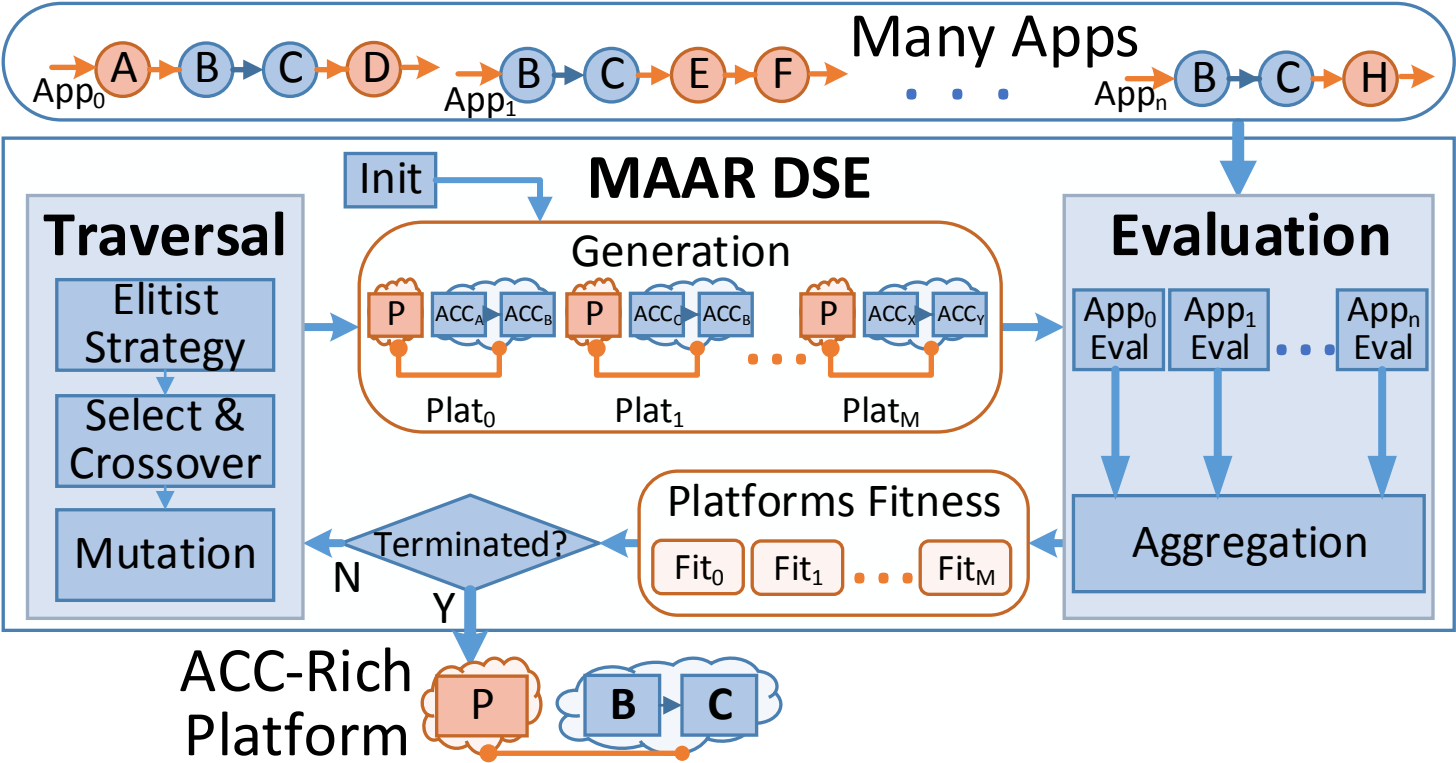 Many Apps
App0 A B C D
App1 B C E F
. . .
Appn B C H
MAAR DSE
Init
Traversal
Elitist
Strategy
Select &
Crossover
Mutation
Generation
P ACCA ACCB
P ACCC ACCB
P ACCX ACCY
Plat0
Plat1
PlatM
Evaluation
App0
Eval
App1
Eval
Appn
Eval
Aggregation
Platforms Fitness
Fit0 Fit1 FitM
Terminated?
N
Y
ACC-Rich
Platform
P B C